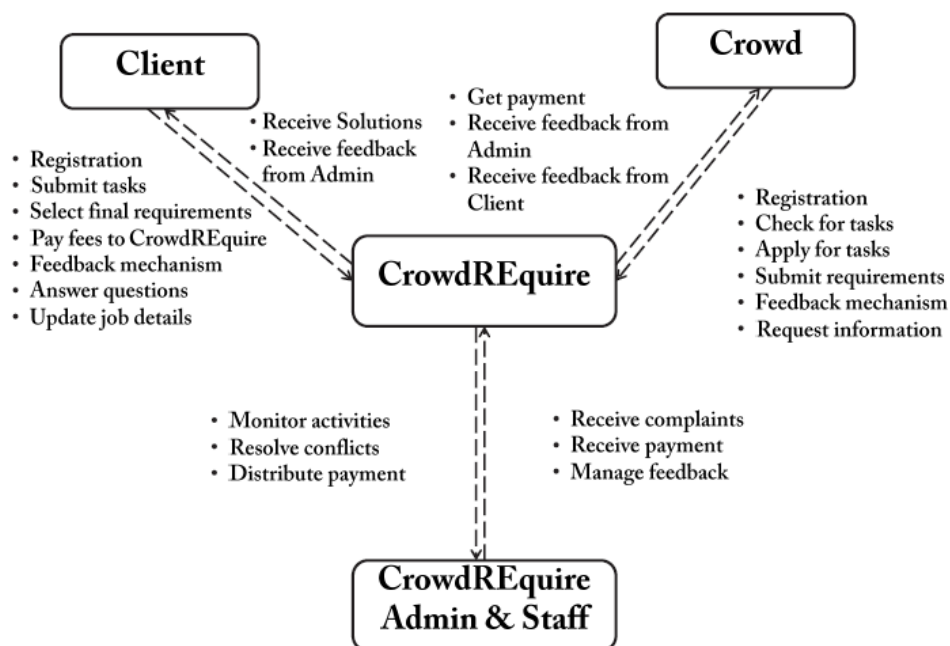 Client
Crowd
• Receive Solutions
• Receive feedback
from Admin
• Get payment
• Receive feedback from
Admin
• Receive feedback from
Client
• Registration
• Submit tasks
• Select final requirements
• Pay fees to CrowdREquire
• Feedback mechanism
• Answer questions
• Update job details
• Registration
• Check for tasks
• Apply for tasks
• Submit requirements
• Feedback mechanism
• Request information
CrowdREquire
• Monitor activities
• Resolve conflicts
• Distribute payment
• Receive complaints
• Receive payment
• Manage feedback
CrowdREquire
Admin & Staff